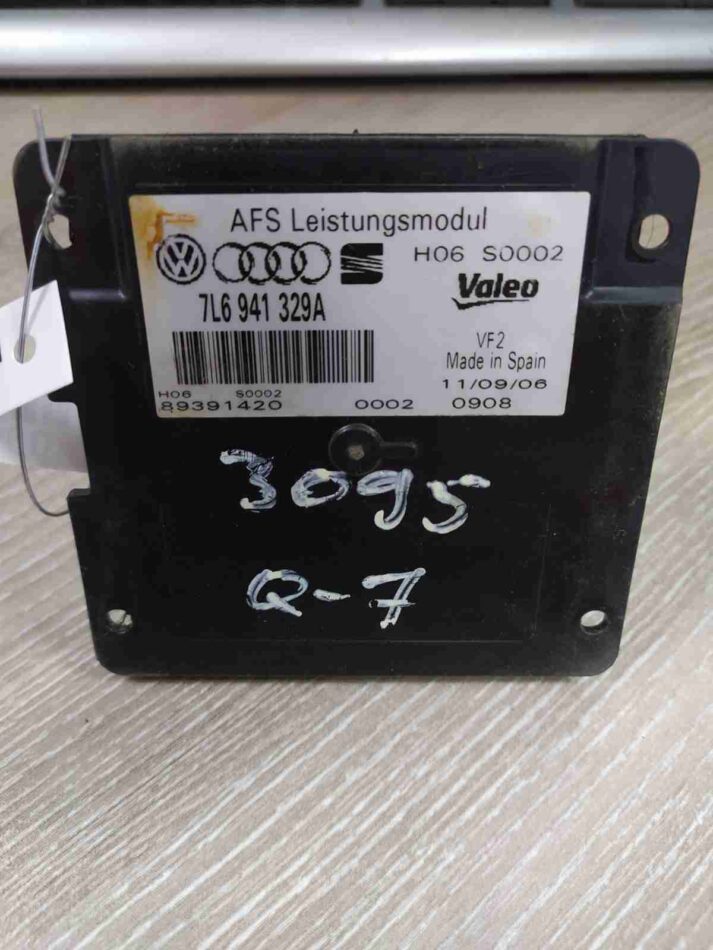 AFS Leistungsmodul
H06 S0002
Valeo
7L6 941 329A
VF2
Made in Spain
11/09/06
H06 S0002
89391420 0002 0908
3095
Q-7